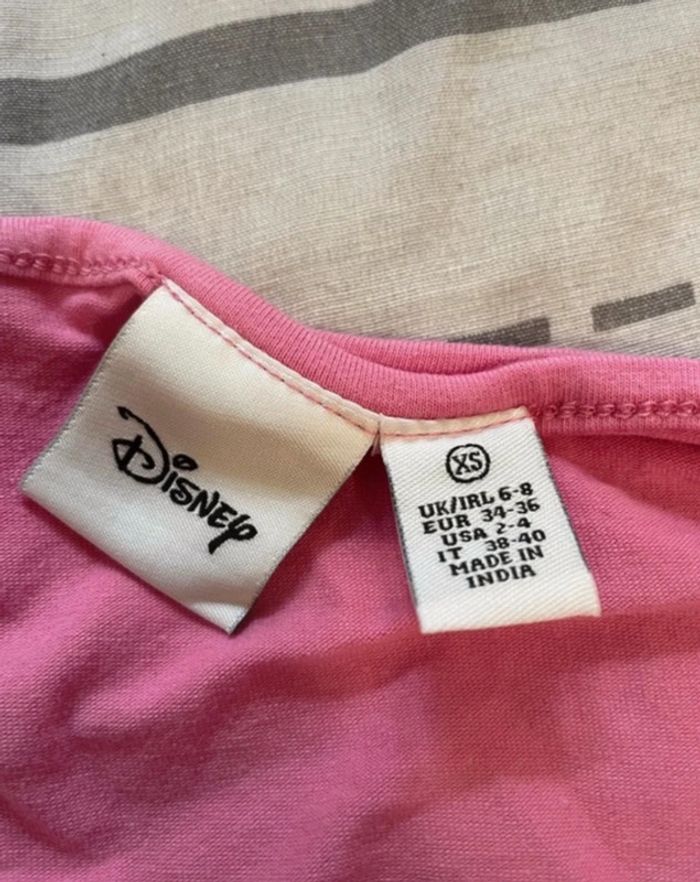 Disney
XS
UK/IRL 6-8
EUR 34-36
USA 2-4
IT 38-40
MADE IN
INDIA